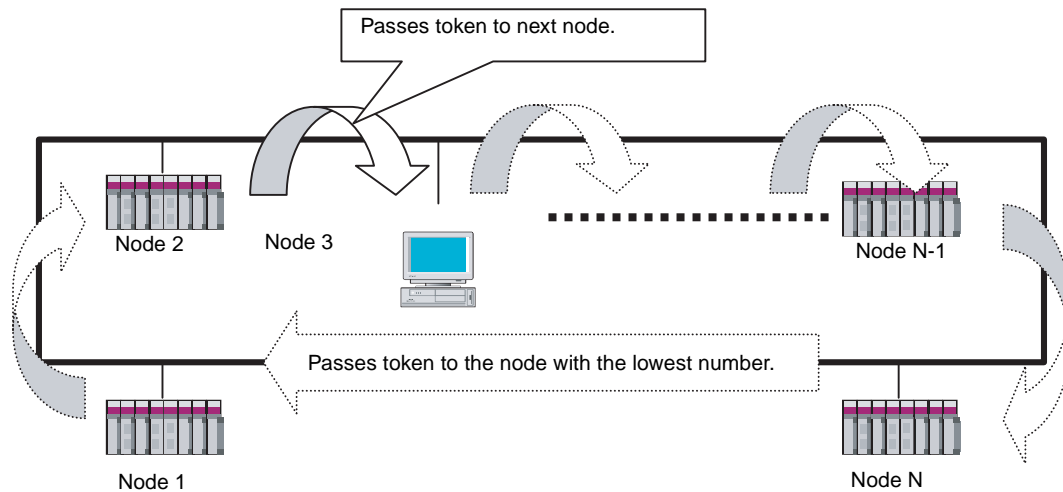 Passes token to next node.
Node 2
Node 3
Node N-1
Passes token to the node with the lowest number.
Node 1
Node N